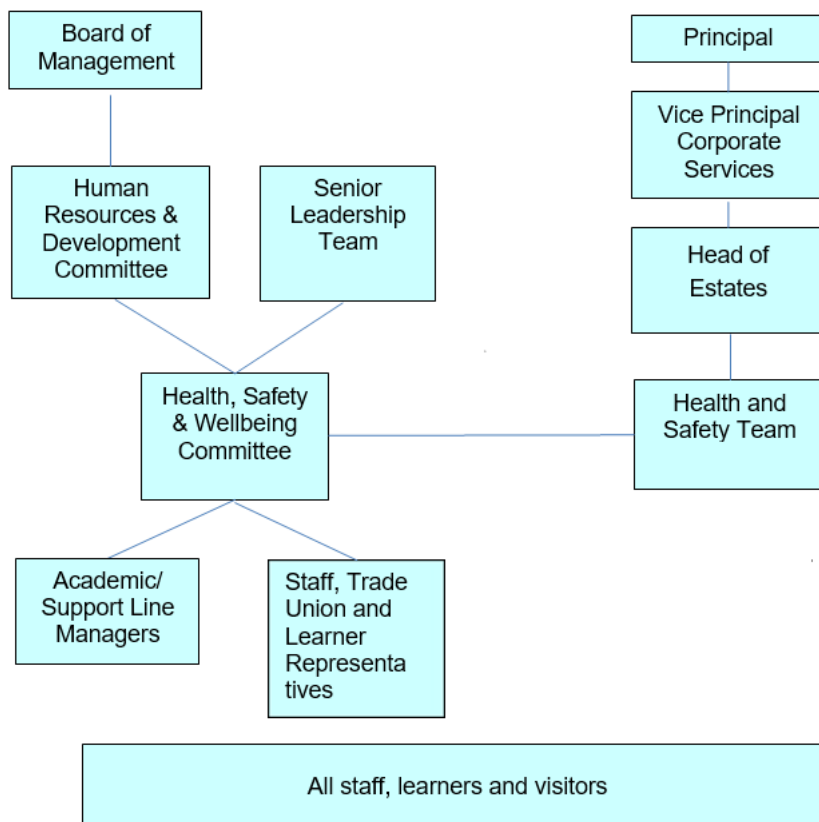 Board of
Management
Principal
Vice Principal
Corporate
Services
Human
Resources &
Development
Committee
Senior
Leadership
Team
Head of
Estates
Health, Safety
& Wellbeing
Committee
Health and
Safety Team
Academic/
Support Line
Managers
Staff, Trade
Union and
Learner
Representa
tives
All staff, learners and visitors